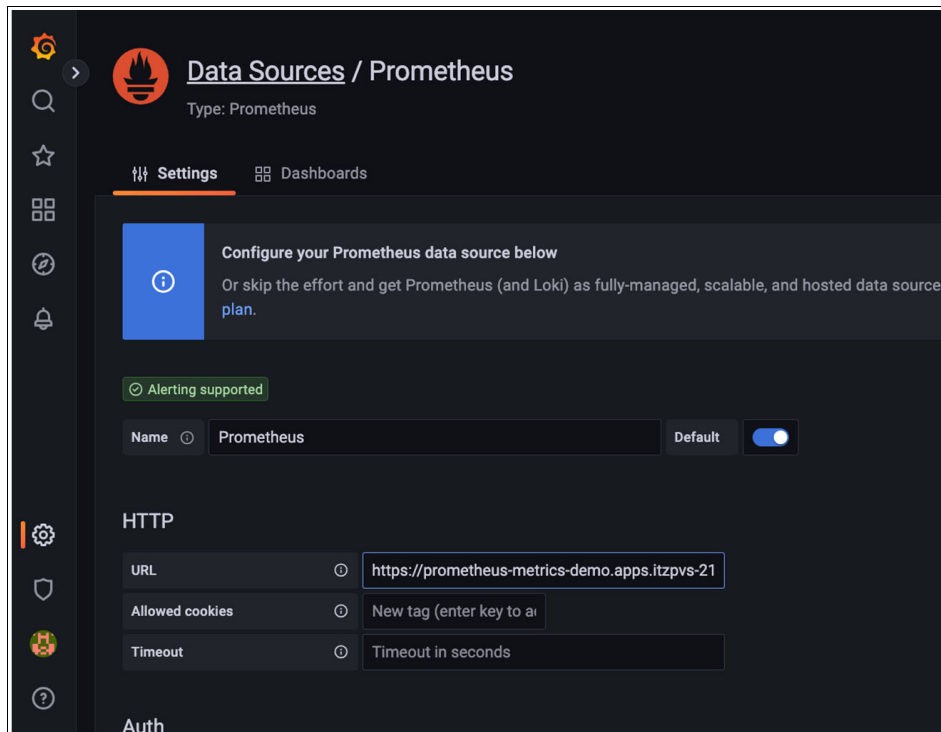 Data Sources / Prometheus
Type: Prometheus
Settings
Dashboards
Configure your Prometheus data source below
Or skip the effort and get Prometheus (and Loki) as fully-managed, scalable, and hosted data source
plan.
Alerting supported
Name
Prometheus
Default
HTTP
URL
https://prometheus-metrics-demo.apps.itzpvs-21
Allowed cookies
New tag (enter key to a
Timeout
Timeout in seconds
Auth